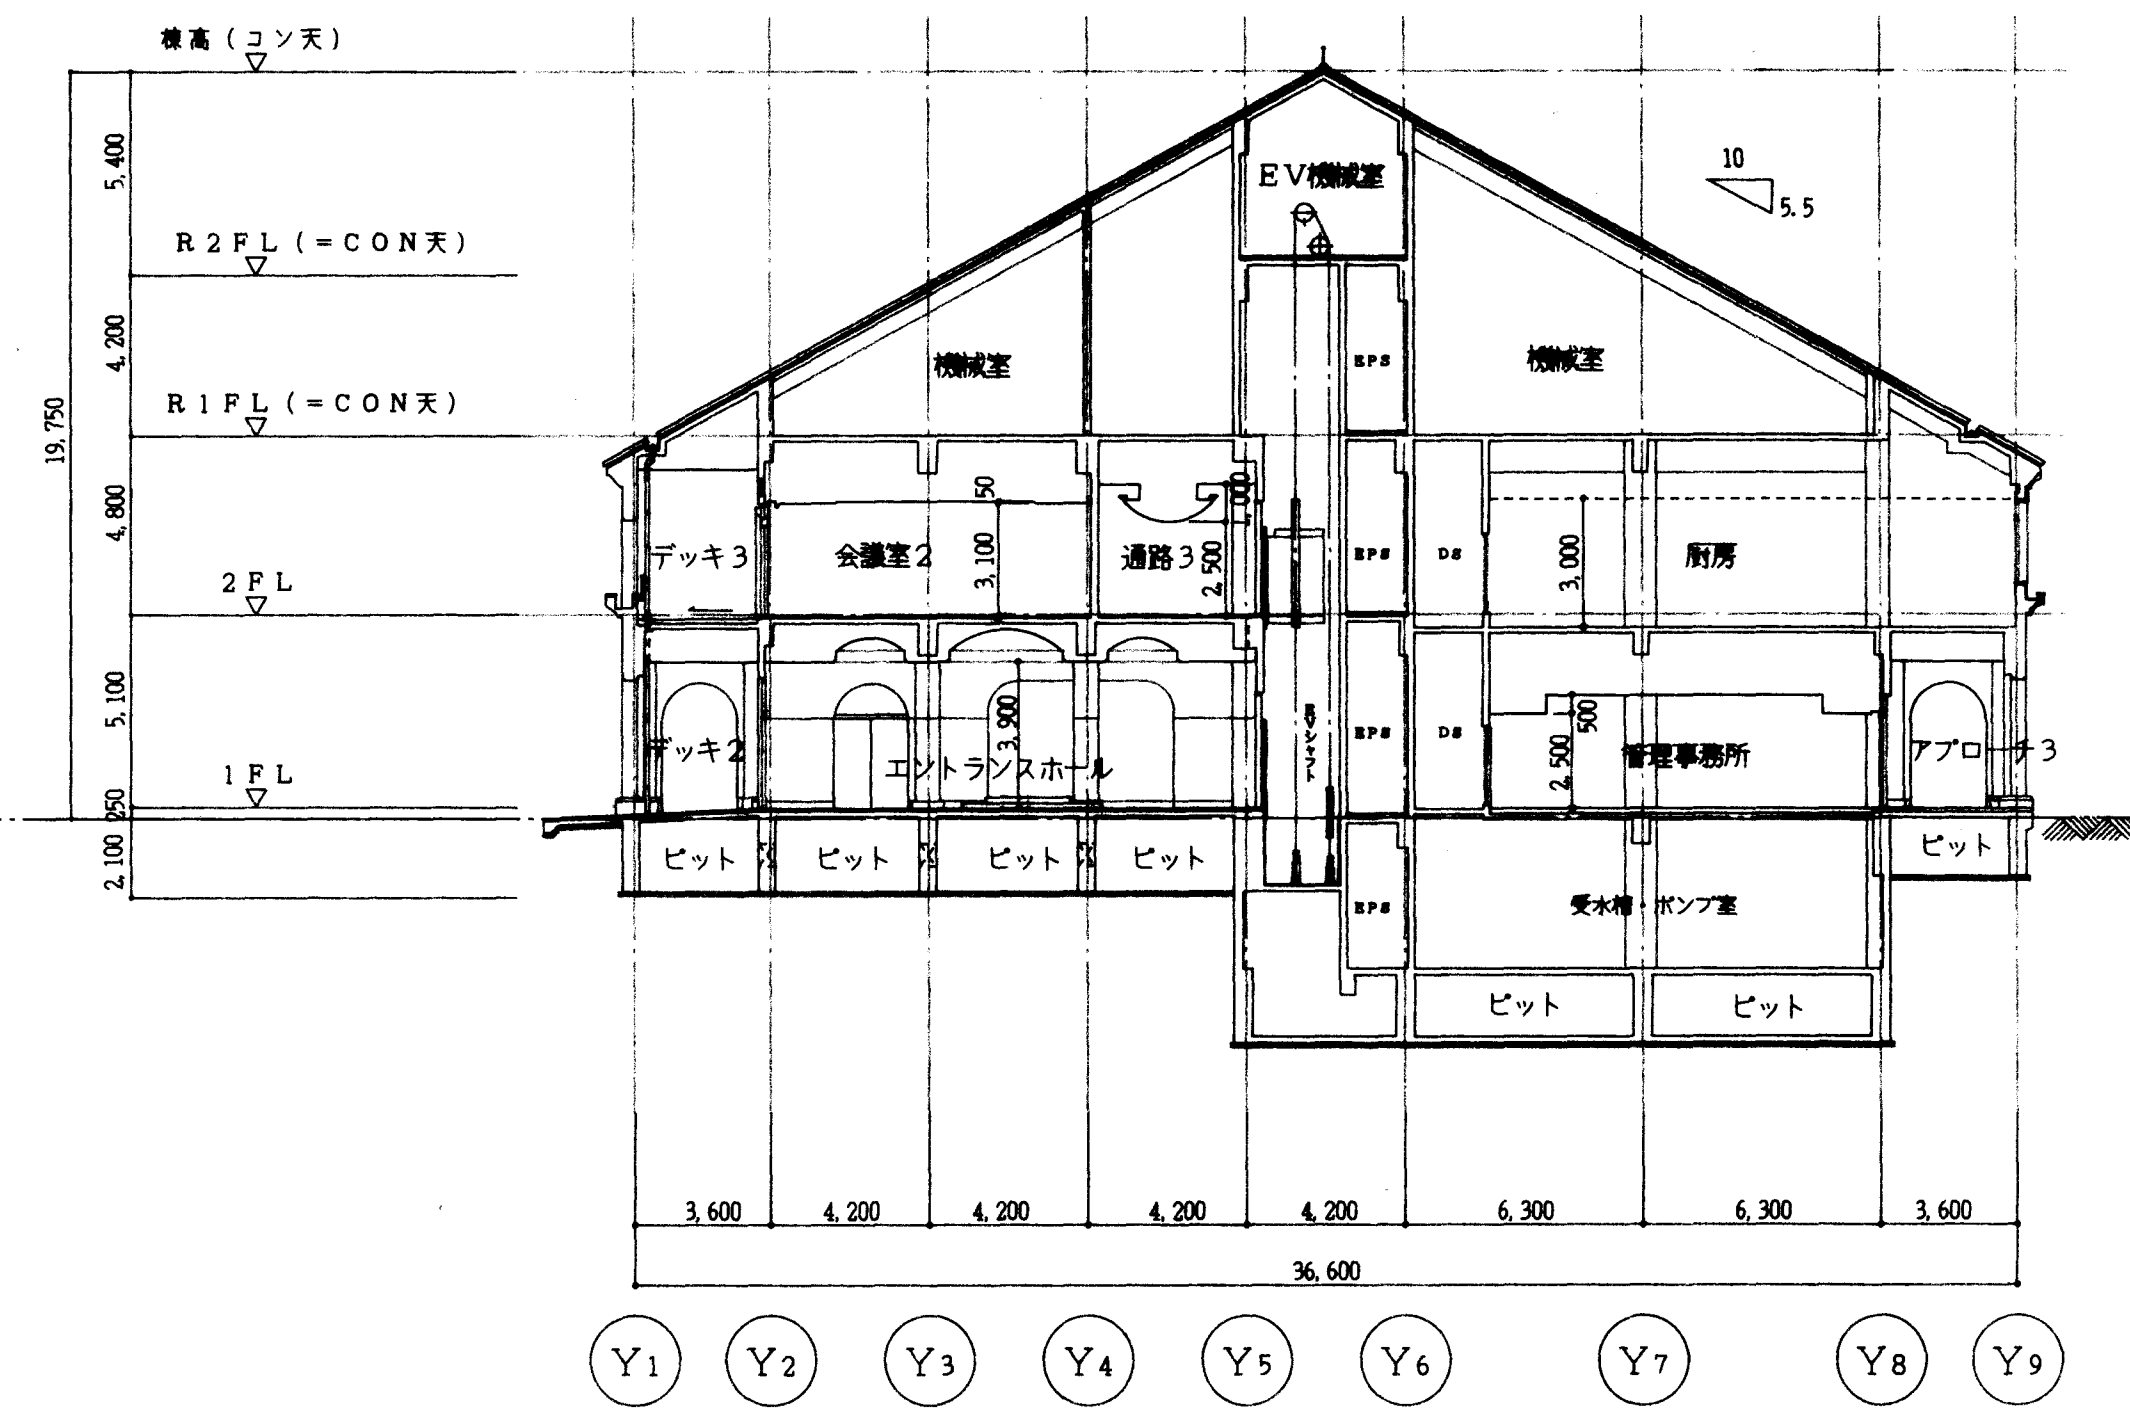 棟高(コン天)
R2FL(=CON天)
R1FL(=CON天)
2FL
1FL
5,400
4,200
4,800
5,100
250
2,100
19,750
10
5.5
EV機械室
機械室
機械室
EPS
デッキ3
会議室2
50
3,100
通路3
2,500
EPS
DS
3,000
厨房
デッキ2
エントランスホール
3,900
EVシャフト
EPS
DS
2,500
500
管理事務所
アプローチ3
ピット
ピット
ピット
ピット
ピット
EPS
受水槽・ポンプ室
ピット
ピット
3,600
4,200
4,200
4,200
4,200
6,300
6,300
3,600
36,600
Y1
Y2
Y3
Y4
Y5
Y6
Y7
Y8
Y9